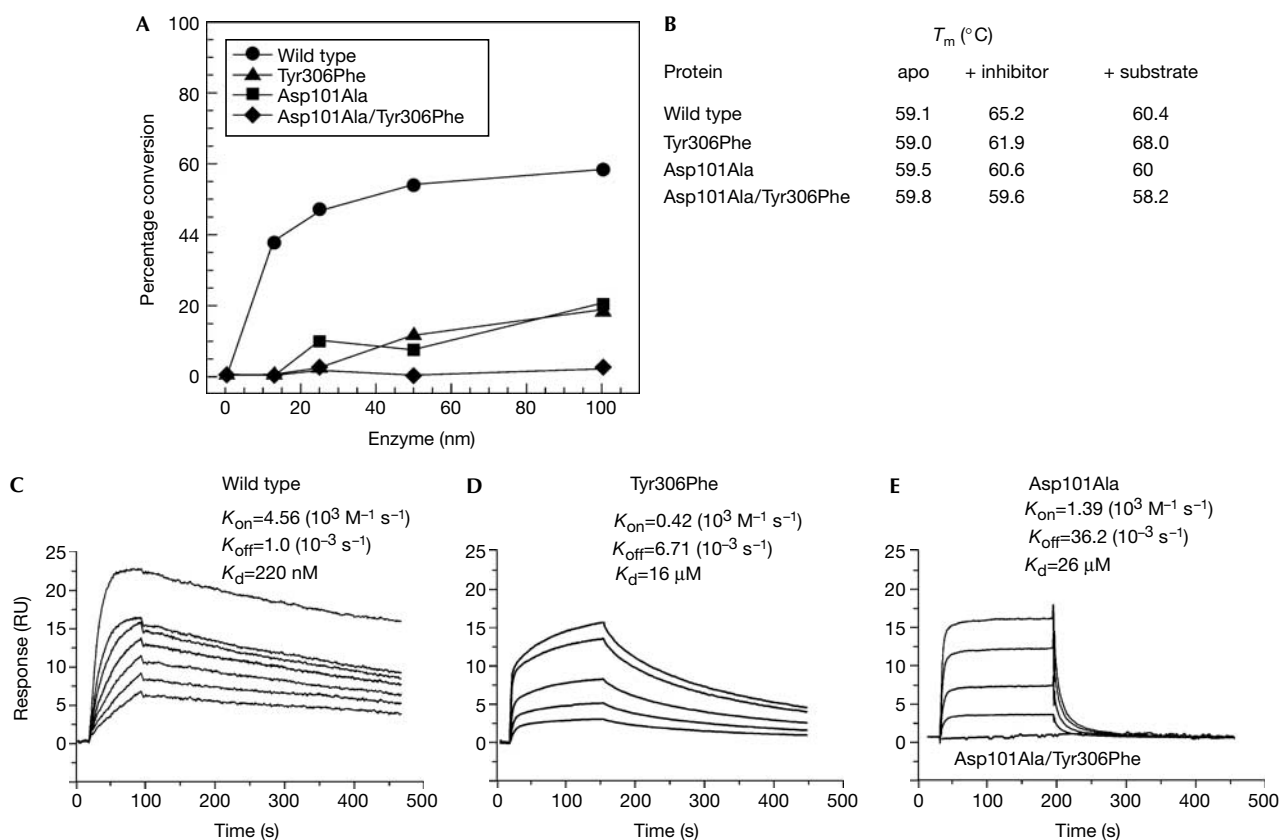 A
100
80
60
44
20
0
Percentage conversion
Wild type
Tyr306Phe
Asp101Ala
Asp101Ala/Tyr306Phe
0 20 40 60 80 100
Enzyme (nm)
B
Tm (°C)
Protein apo + inhibitor + substrate
Wild type 59.1 65.2 60.4
Tyr306Phe 59.0 61.9 68.0
Asp101Ala 59.5 60.6 60
Asp101Ala/Tyr306Phe 59.8 59.6 58.2
C Wild type
Kon=4.56 (10³ M⁻¹ s⁻¹)
Koff=1.0 (10⁻³ s⁻¹)
Kd=220 nM
25
20
15
10
5
0
Response (RU)
0 100 200 300 400 500
Time (s)
D Tyr306Phe
Kon=0.42 (10³ M⁻¹ s⁻¹)
Koff=6.71 (10⁻³ s⁻¹)
Kd=16 μM
25
20
15
10
5
0
0 100 200 300 400 500
Time (s)
E Asp101Ala
Kon=1.39 (10³ M⁻¹ s⁻¹)
Koff=36.2 (10⁻³ s⁻¹)
Kd=26 μM
25
20
15
10
5
0
Asp101Ala/Tyr306Phe
0 100 200 300 400 500
Time (s)